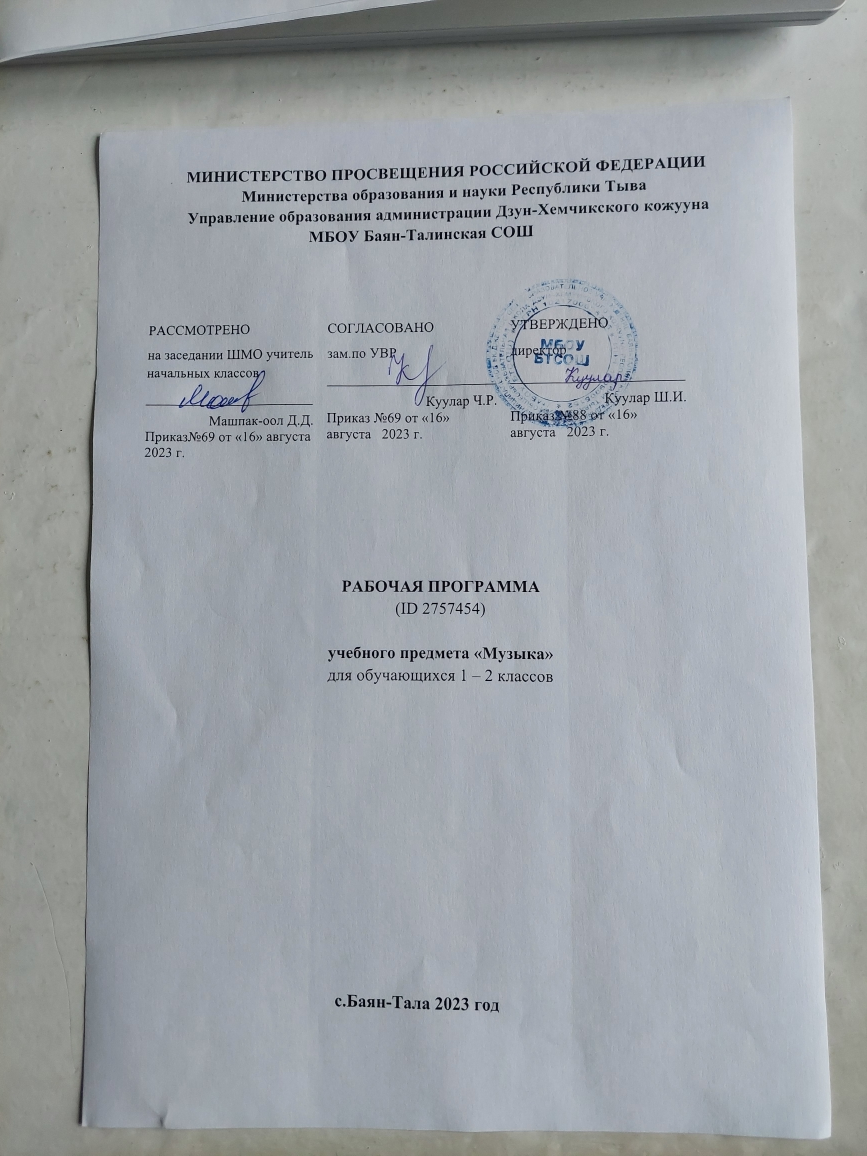 МИНИСТЕРСТВО ПРОСВЕЩЕНИЯ РОССИЙСКОЙ ФЕДЕРАЦИИ
Министерства образования и науки Республики Тыва
Управление образования администрации Дзун-Хемчикского кожууна
МБОУ Баян-Талинская СОШ
РАССМОТРЕНО
на заседании ШМО учитель
начальных классов
Машпак-оол Д.Д.
Приказ№69 от «16» августа
2023 г.
СОГЛАСОВАНО
зам.по УВР
Куулар Ч.Р.
Приказ №69 от «16»
августа 2023 г.
УТВЕРЖДЕНО
директор
МБОУ
БТСОШ
Куулар
Куулар Ш.И.
Приказ №88 от «16»
августа 2023 г.
РАБОЧАЯ ПРОГРАММА
(ID 2757454)
учебного предмета «Музыка»
для обучающихся 1 – 2 классов
с.Баян-Тала 2023 год